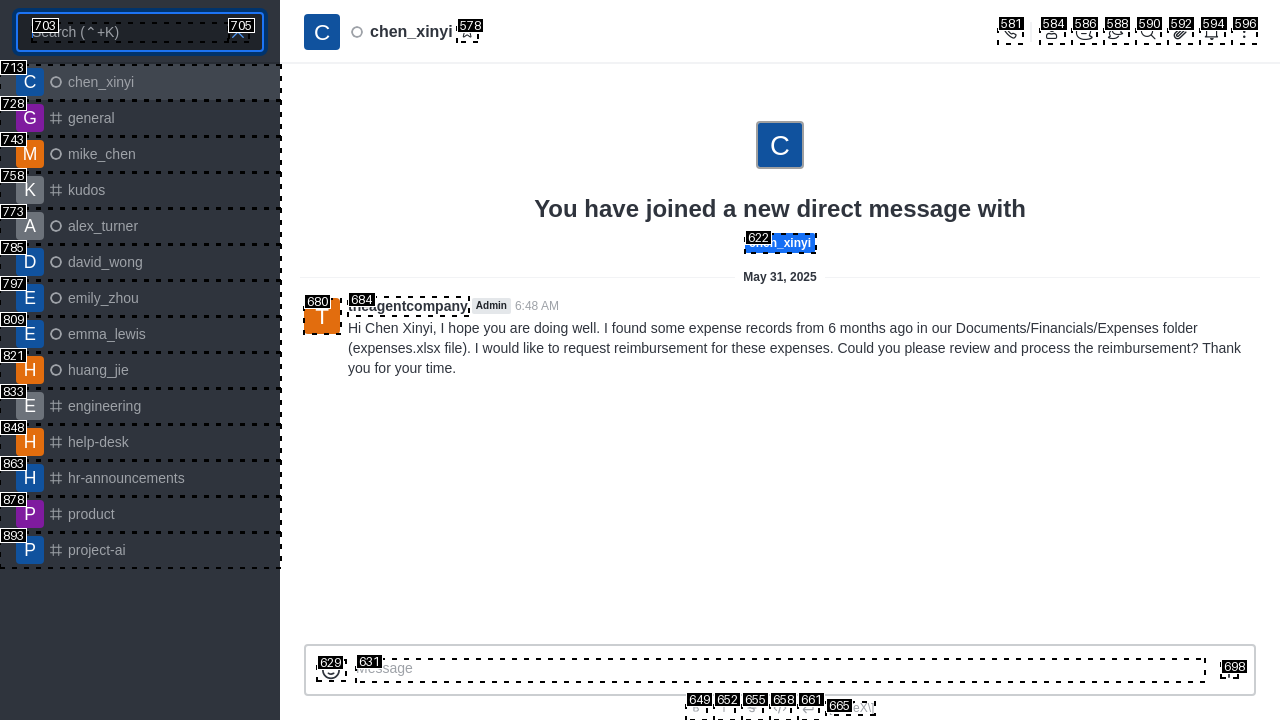 703
Search (⌃+K)
705
713
C
chen_xinyi
728
G
general
743
M
mike_chen
758
K
kudos
773
A
alex_turner
785
D
david_wong
797
E
emily_zhou
809
E
emma_lewis
821
H
huang_jie
833
E
engineering
848
H
help-desk
863
H
hr-announcements
878
P
product
893
P
project-ai
C
chen_xinyi
578
581
584
586
588
590
592
594
596
C
You have joined a new direct message with
622
chen_xinyi
May 31, 2025
680
T
684
theagentcompany
Admin
6:48 AM
Hi Chen Xinyi, I hope you are doing well. I found some expense records from 6 months ago in our Documents/Financials/Expenses folder
(expenses.xlsx file). I would like to request reimbursement for these expenses. Could you please review and process the reimbursement? Thank
you for your time.
629
631
Message
698
649
652
655
658
661
665